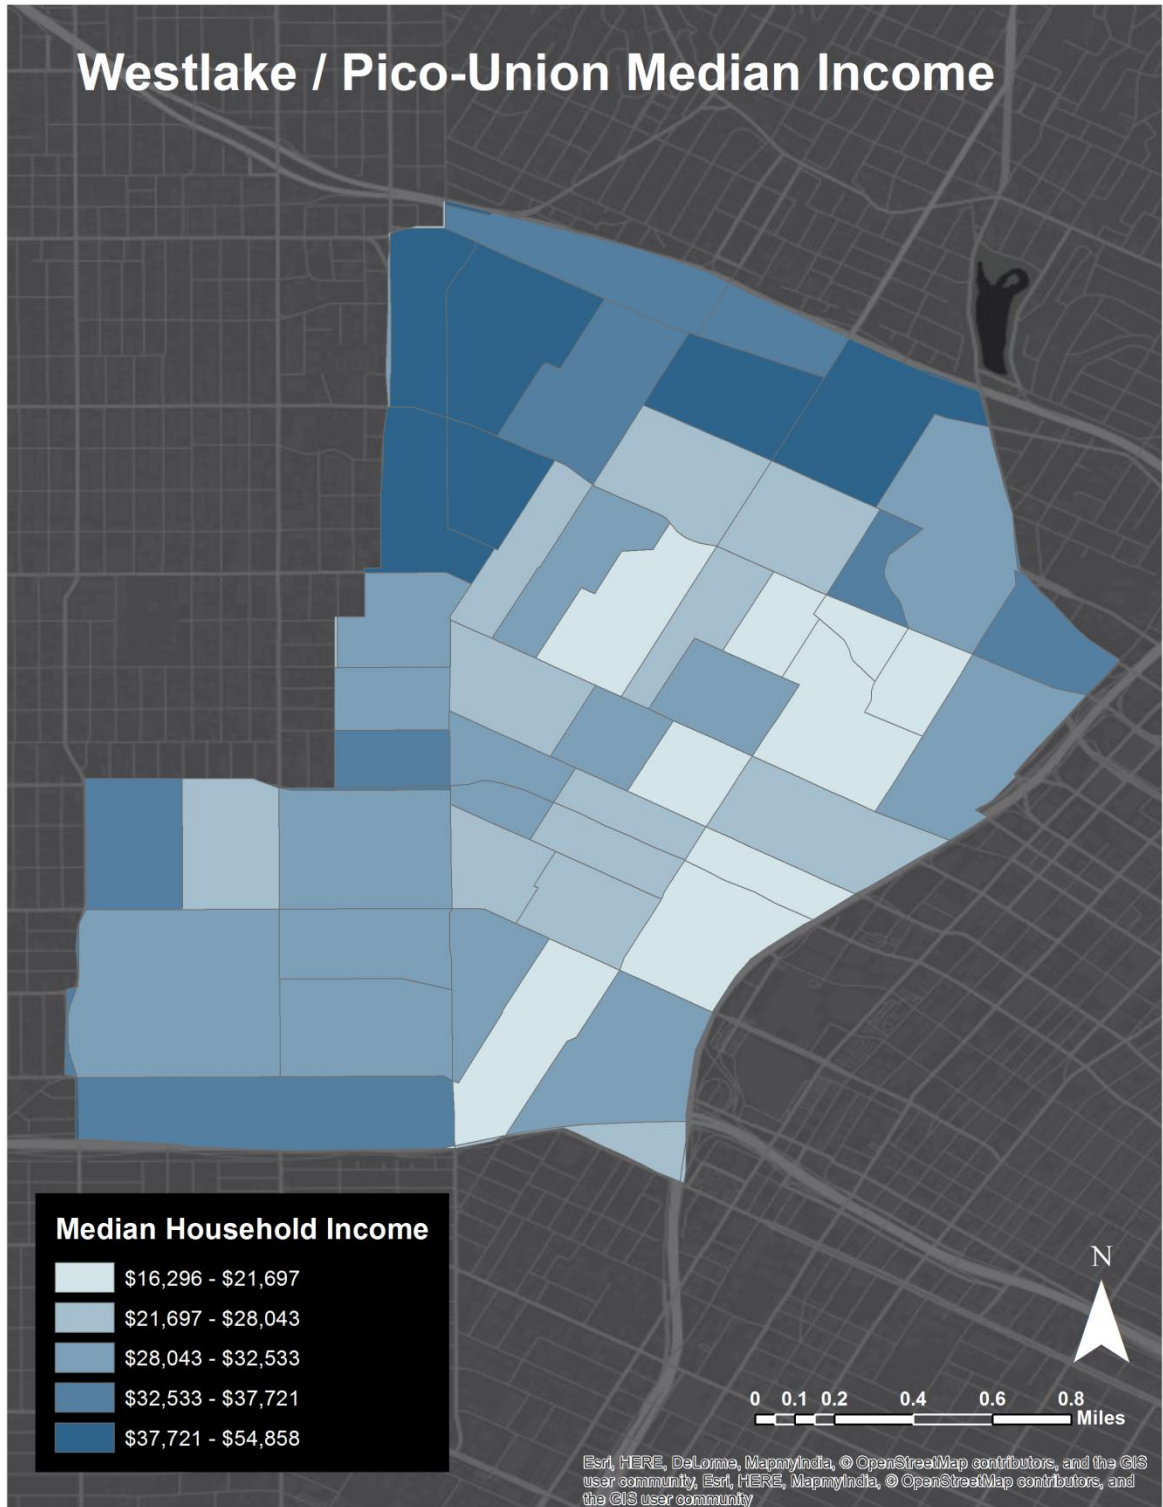 Westlake / Pico-Union Median Income
Median Household Income
$16,296 - $21,697
$21,697 - $28,043
$28,043 - $32,533
$32,533 - $37,721
$37,721 - $54,858
N
0 0.1 0.2 0.4 0.6 0.8
Miles
Esri, HERE, DeLorme, MapmyIndia, © OpenStreetMap contributors, and the GIS
user community, Esri, HERE, MapmyIndia, © OpenStreetMap contributors, and
the GIS user community